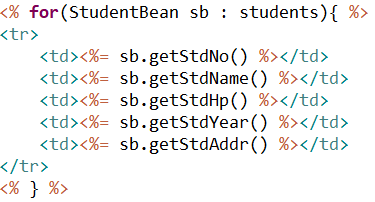 <% for(StudentBean sb : students){ %>
<tr>
    <td><%= sb.getStdNo() %></td>
    <td><%= sb.getStdName() %></td>
    <td><%= sb.getStdHp() %></td>
    <td><%= sb.getStdYear() %></td>
    <td><%= sb.getStdAddr() %></td>
</tr>
<% } %>